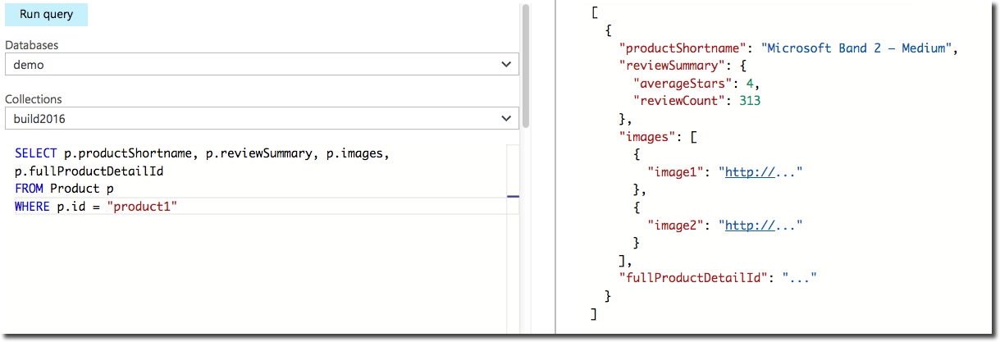 Run query
Databases
demo
Collections
build2016
SELECT p.productShortname, p.reviewSummary, p.images,
p.fullProductDetailId
FROM Product p
WHERE p.id = "product1"
[
{
"productShortname": "Microsoft Band 2 – Medium",
"reviewSummary": {
"averageStars": 4,
"reviewCount": 313
},
"images": [
{
"image1": "http://..."
},
{
"image2": "http://..."
}
],
"fullProductDetailId": "..."
}
]